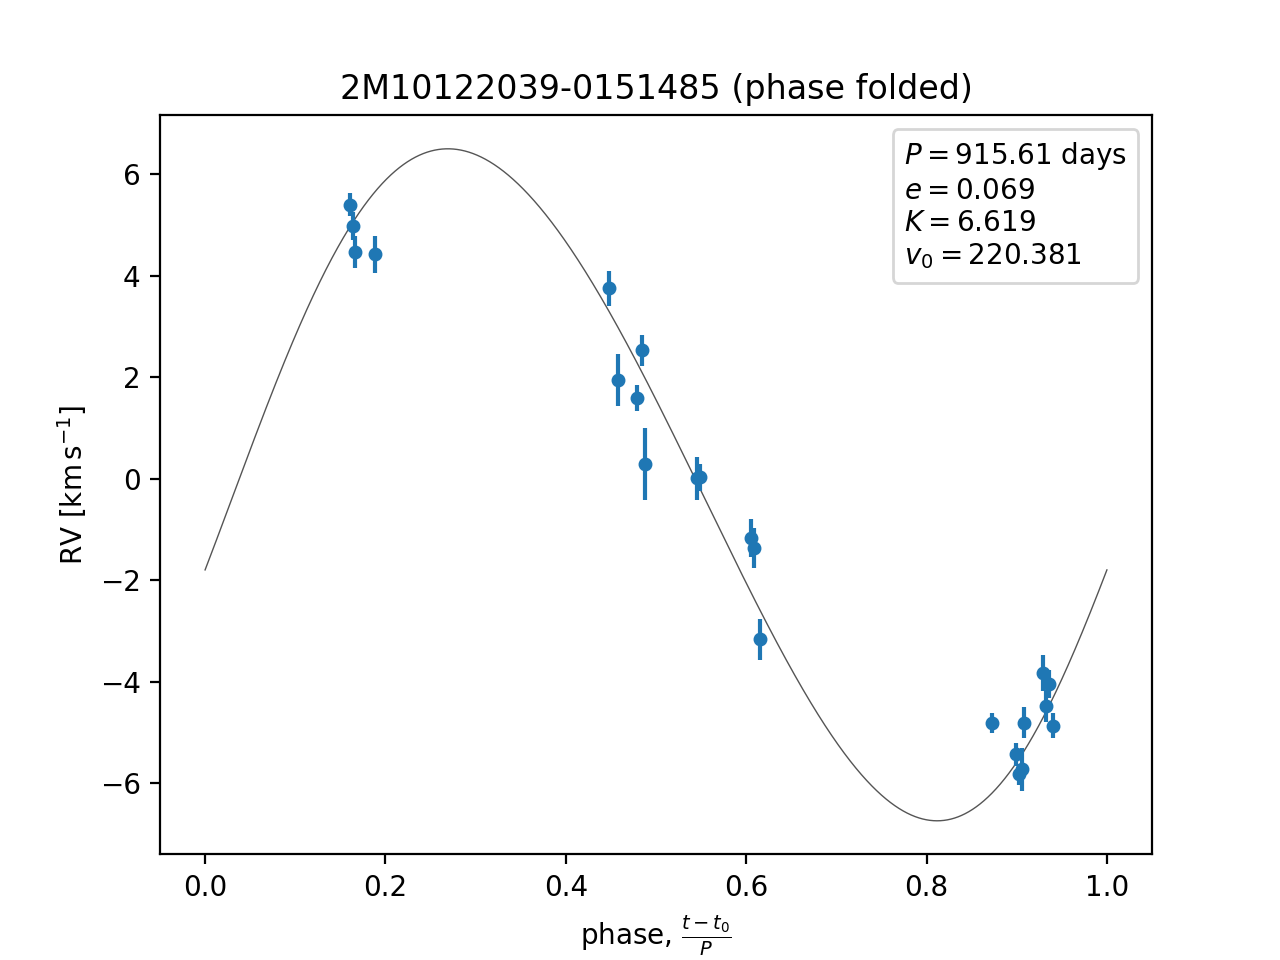 2M10122039-0151485 (phase folded)
P = 915.61 days
e = 0.069
K = 6.619
v₀ = 220.381
6
4
2
0
−2
−4
−6
RV [km s⁻¹]
0.0 0.2 0.4 0.6 0.8 1.0
phase, (t − t₀)/P